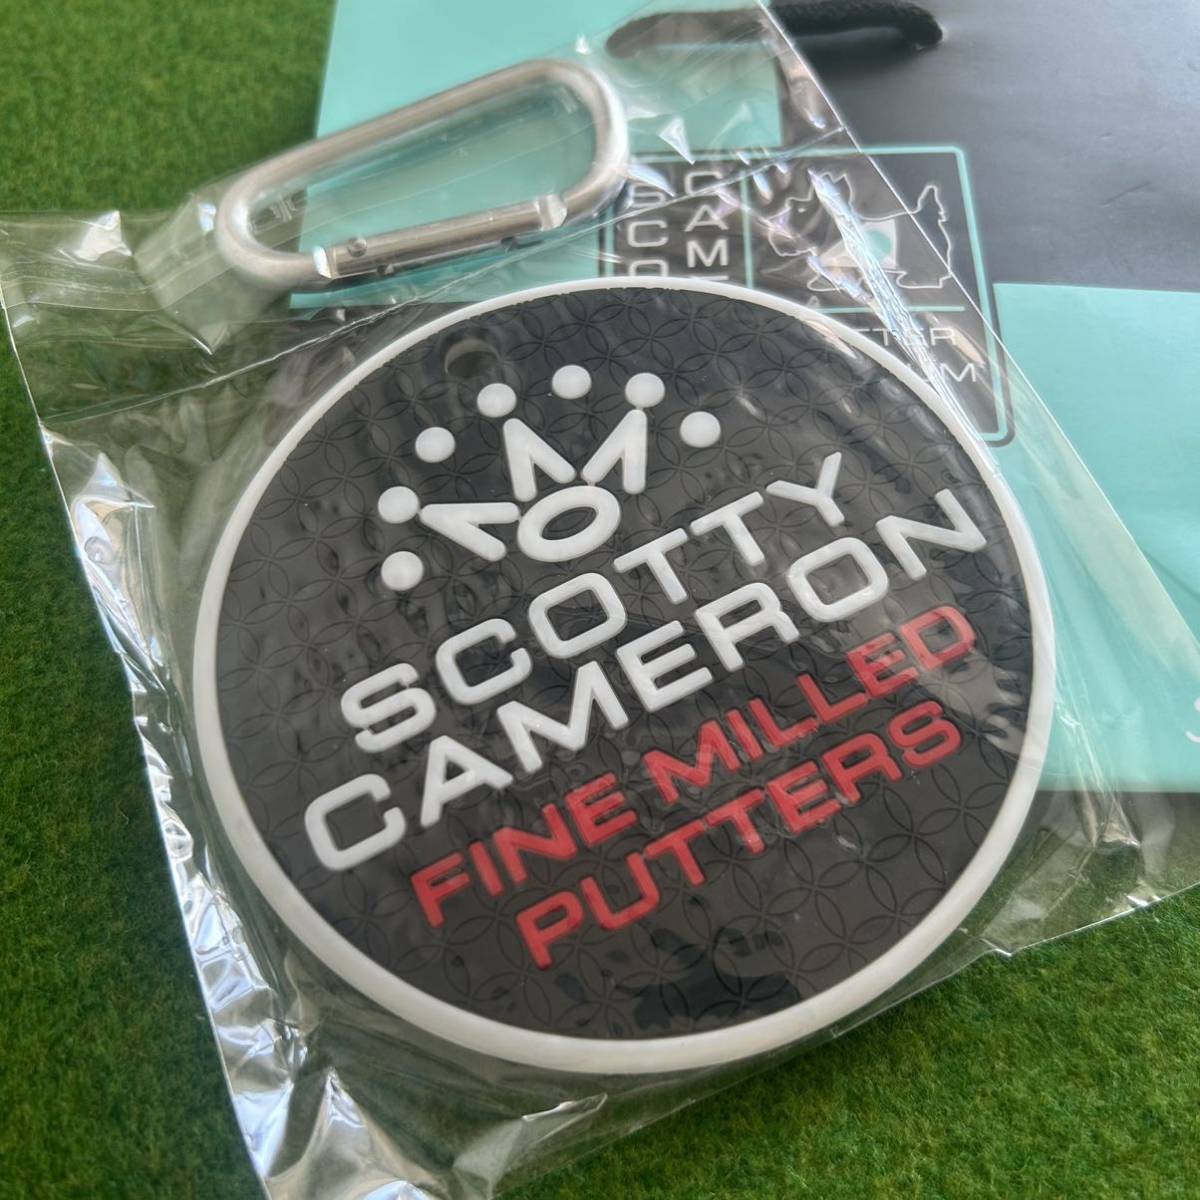 SCOTTY
CAMERON
FINE MILLED
PUTTERS